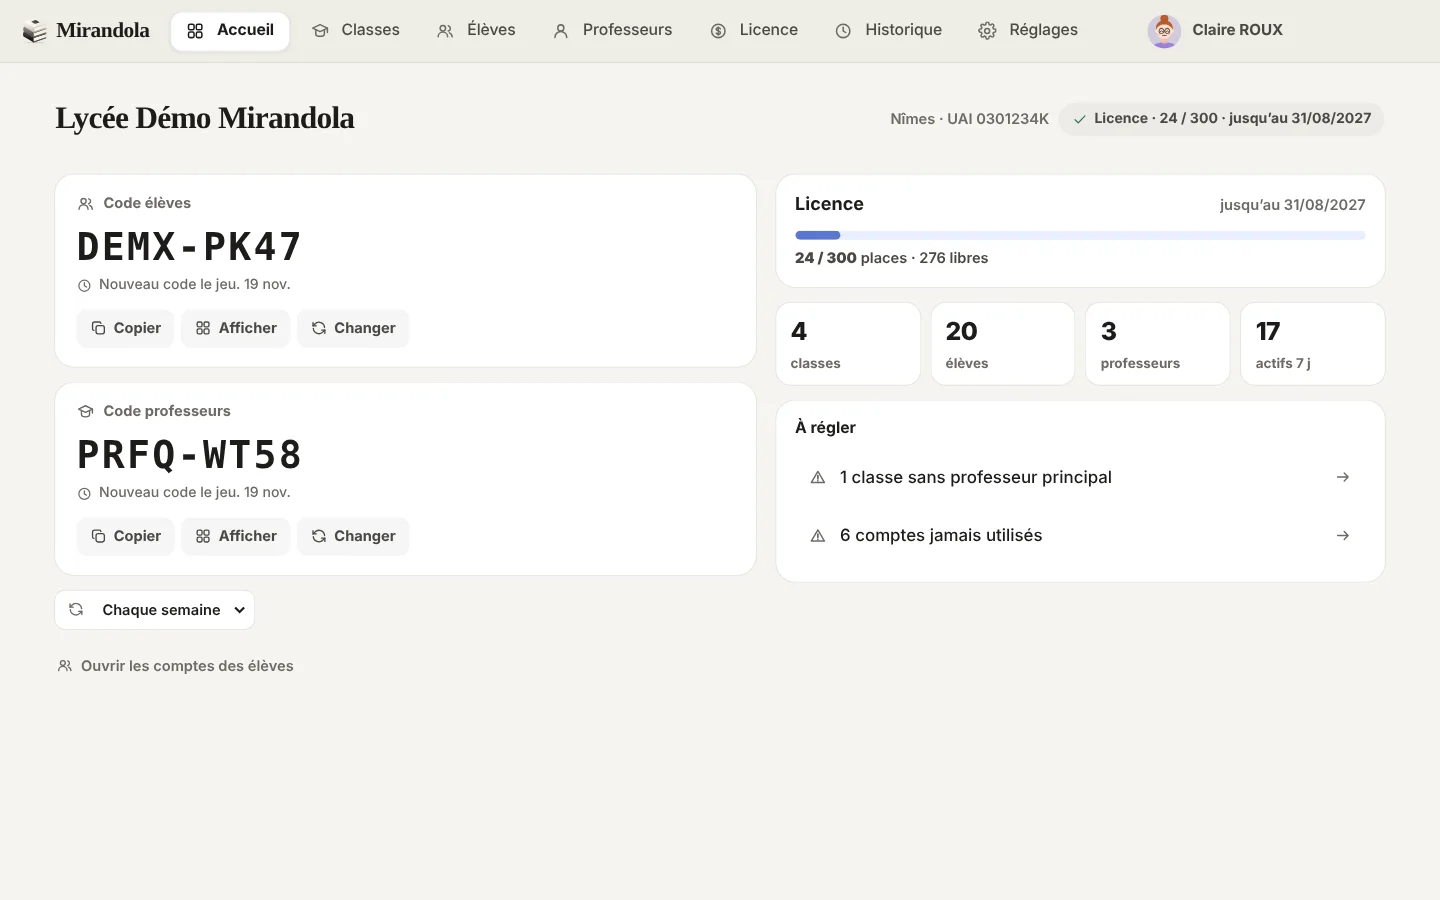 Mirandola
Accueil
Classes
Élèves
Professeurs
Licence
Historique
Réglages
Claire ROUX
Lycée Démo Mirandola
Nîmes · UAI 0301234K
Licence · 24 / 300 · jusqu’au 31/08/2027
Code élèves
DEMX-PK47
Nouveau code le jeu. 19 nov.
Copier
Afficher
Changer
Code professeurs
PRFQ-WT58
Nouveau code le jeu. 19 nov.
Copier
Afficher
Changer
Chaque semaine
Ouvrir les comptes des élèves
Licence
jusqu’au 31/08/2027
24 / 300 places · 276 libres
4
classes
20
élèves
3
professeurs
17
actifs 7 j
À régler
1 classe sans professeur principal
6 comptes jamais utilisés